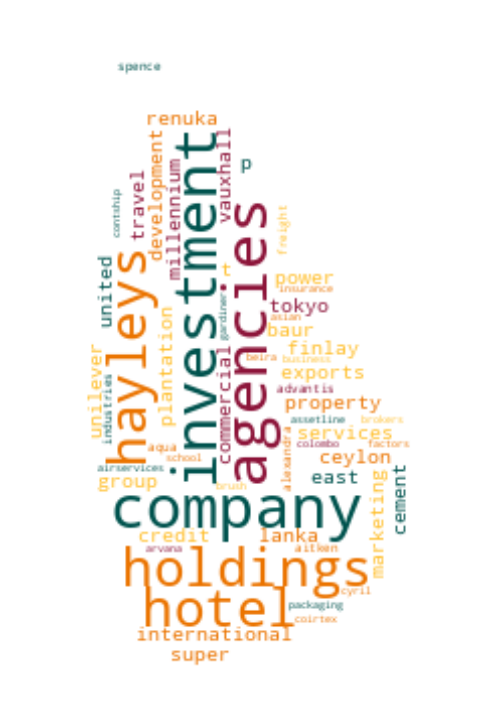 spence
renuka
development
investment
vauxhall
p
millennium
travel
contship
agencies
freight
hayleys
united
t
power
insurance
tokyo
gardiner
asian
baur
plantation
finlay
unilever
commercial
beira
business
exports
industries
advantis
property
assetline
brokers
alexandra
services
colombo
factors
aqua
school
ceylon
airservices
east
cement
group
brush
marketing
company
credit
lanka
arvana
aitken
holdings
cyril
hotel
packaging
coirtex
international
super